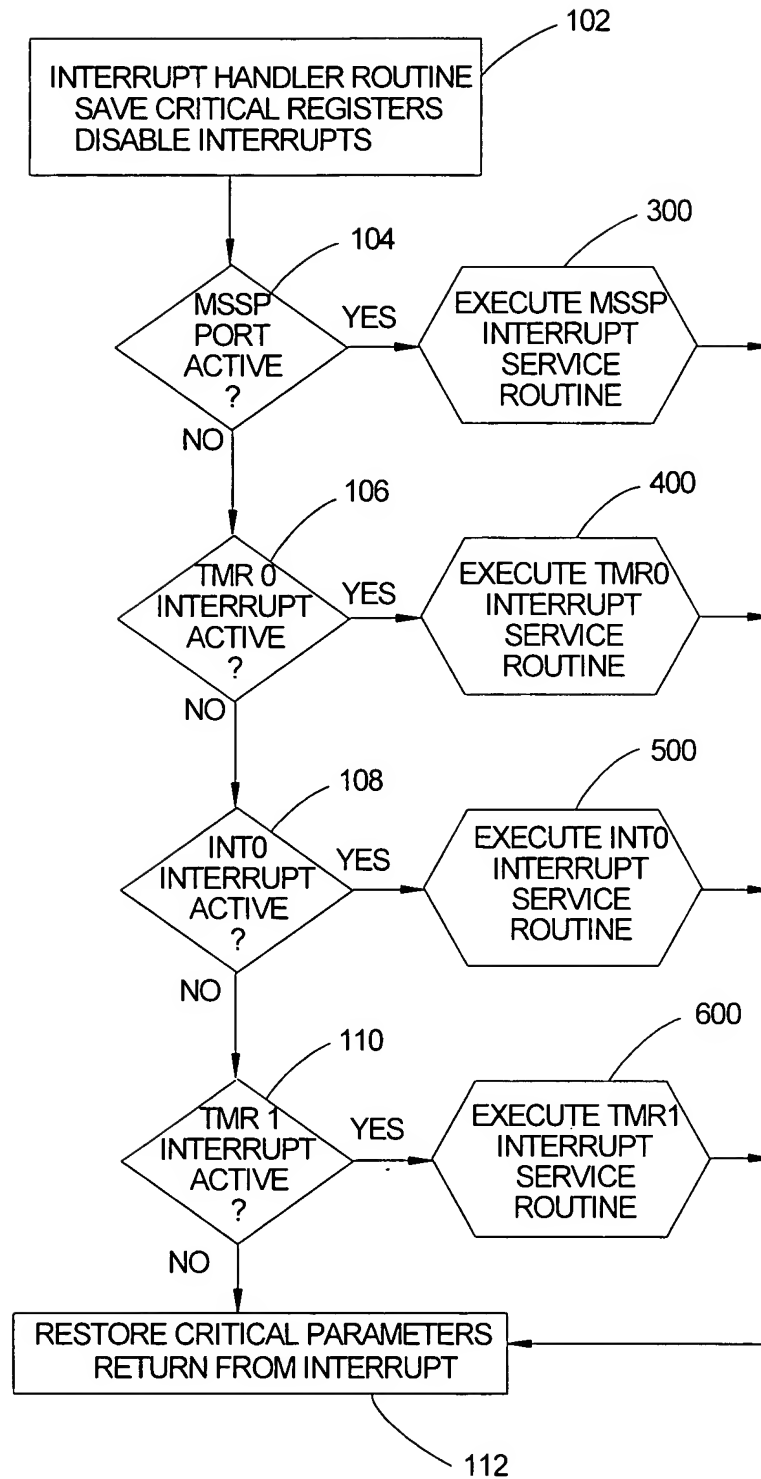 102
INTERRUPT HANDLER ROUTINE
SAVE CRITICAL REGISTERS
DISABLE INTERRUPTS
104
MSSP
PORT
ACTIVE
?
YES
NO
300
EXECUTE MSSP
INTERRUPT
SERVICE
ROUTINE
106
TMR 0
INTERRUPT
ACTIVE
?
YES
NO
400
EXECUTE TMR0
INTERRUPT
SERVICE
ROUTINE
108
INT0
INTERRUPT
ACTIVE
?
YES
NO
500
EXECUTE INT0
INTERRUPT
SERVICE
ROUTINE
110
TMR 1
INTERRUPT
ACTIVE
?
YES
NO
600
EXECUTE TMR1
INTERRUPT
SERVICE
ROUTINE
RESTORE CRITICAL PARAMETERS
RETURN FROM INTERRUPT
112